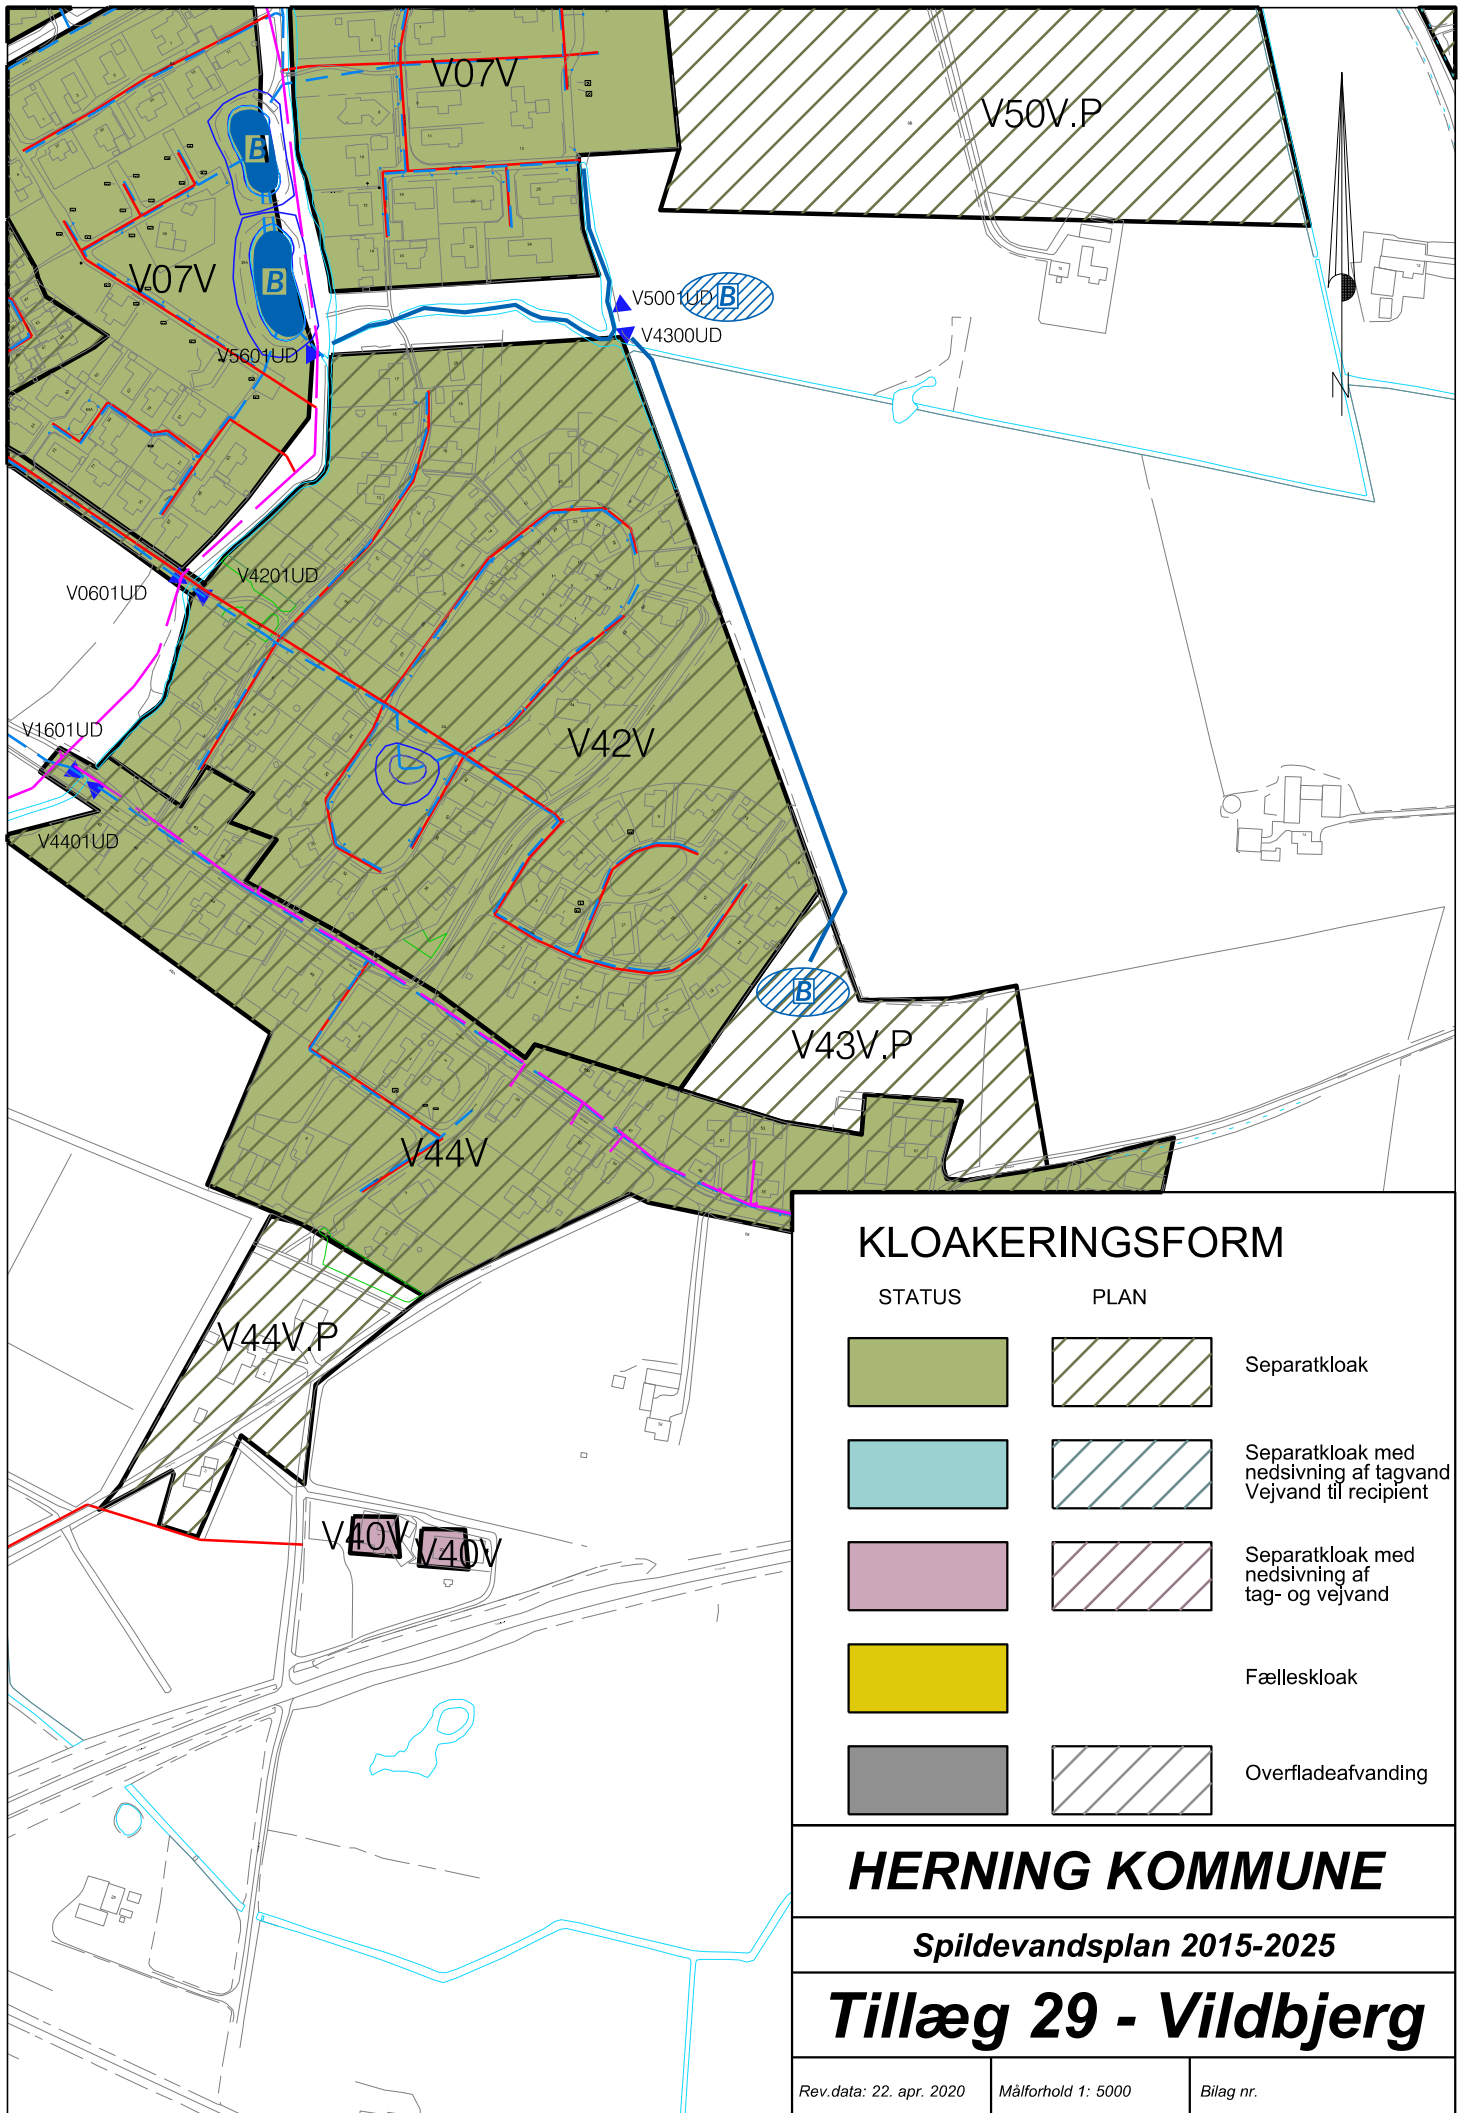 V07V
V50V.P
B
V07V
B
V5001UD
B
V4300UD
V5601UD
N
V4201UD
V0601UD
V1601UD
V42V
V4401UD
B
V43V.P
V44V
V44V.P
V40V
V40V
KLOAKERINGSFORM
STATUS
PLAN
Separatkloak
Separatkloak med
nedsivning af tagvand
Vejvand til recipient
Separatkloak med
nedsivning af
tag- og vejvand
Fælleskloak
Overfladeafvanding
HERNING KOMMUNE
Spildevandsplan 2015-2025
Tillæg 29 - Vildbjerg
Rev.data: 22. apr. 2020
Målforhold 1: 5000
Bilag nr.